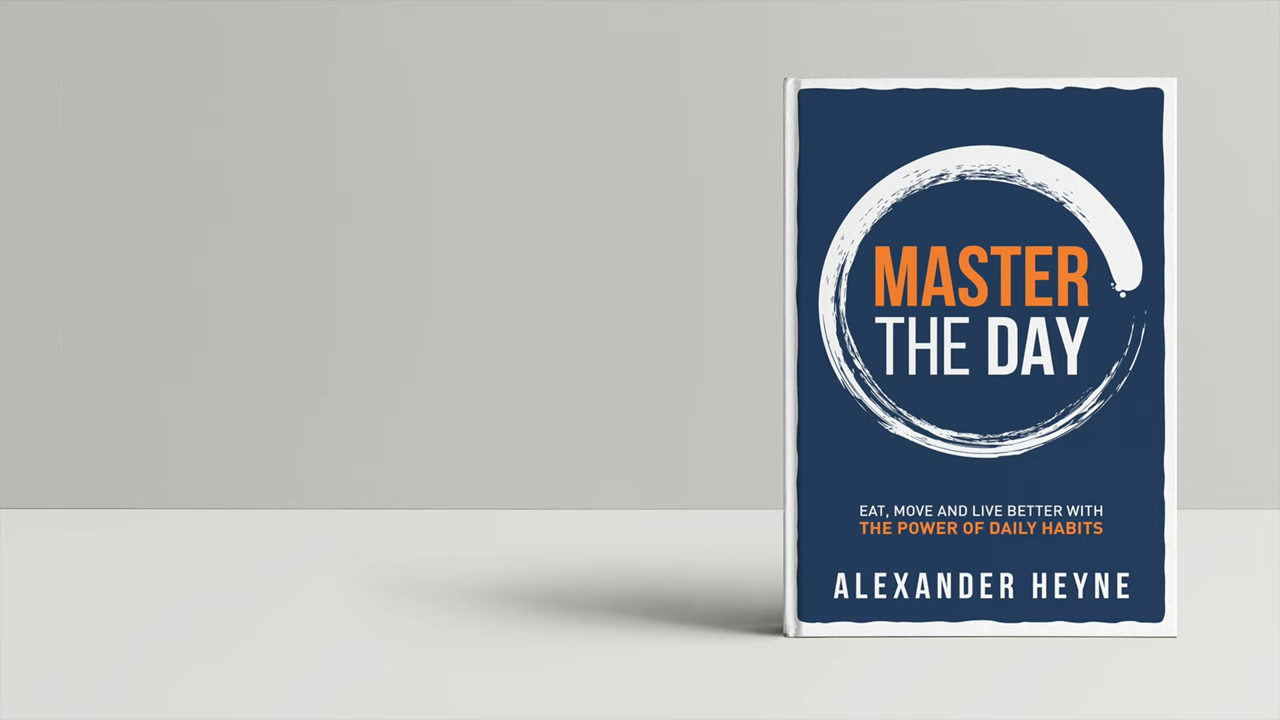 MASTER
THE DAY
EAT, MOVE AND LIVE BETTER WITH
THE POWER OF DAILY HABITS
ALEXANDER HEYNE